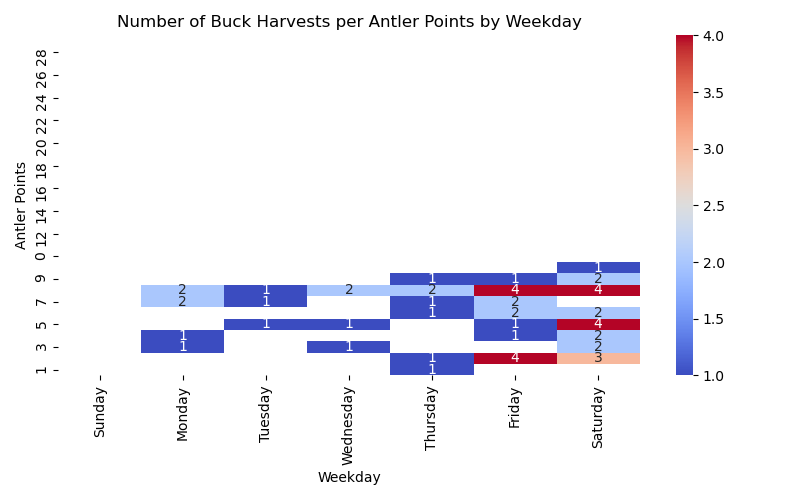 Number of Buck Harvests per Antler Points by Weekday
Antler Points
28
26
24
22
20
18
16
14
12
0
9
7
5
3
1
1
1 1 2
2 1 2 2 4 4
2 1 1 2
1 2 2
1 1 1 4
1 1 2
1 1 2
1 4 3
1
Sunday
Monday
Tuesday
Wednesday
Thursday
Friday
Saturday
Weekday
4.0
3.5
3.0
2.5
2.0
1.5
1.0